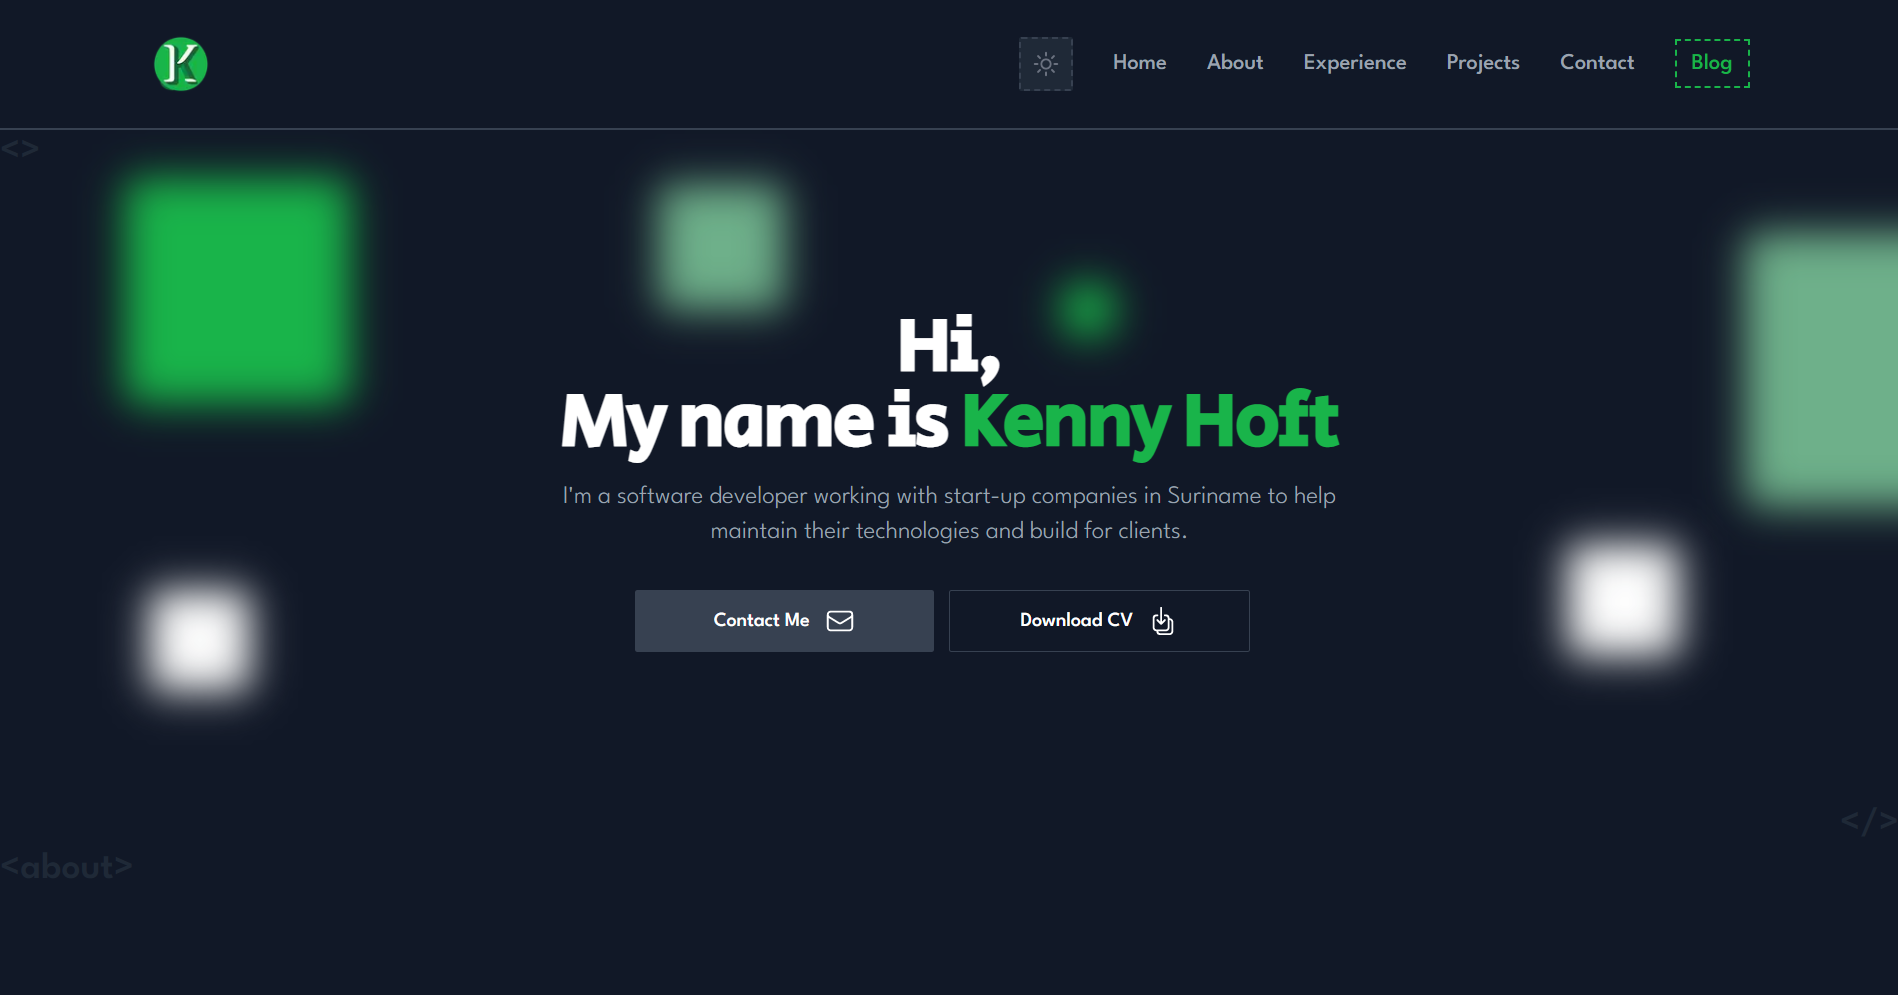 K
Home About Experience Projects Contact Blog
<>
Hi,
My name is Kenny Hoft
I'm a software developer working with start-up companies in Suriname to help
maintain their technologies and build for clients.
Contact Me Download CV
</>
<about>